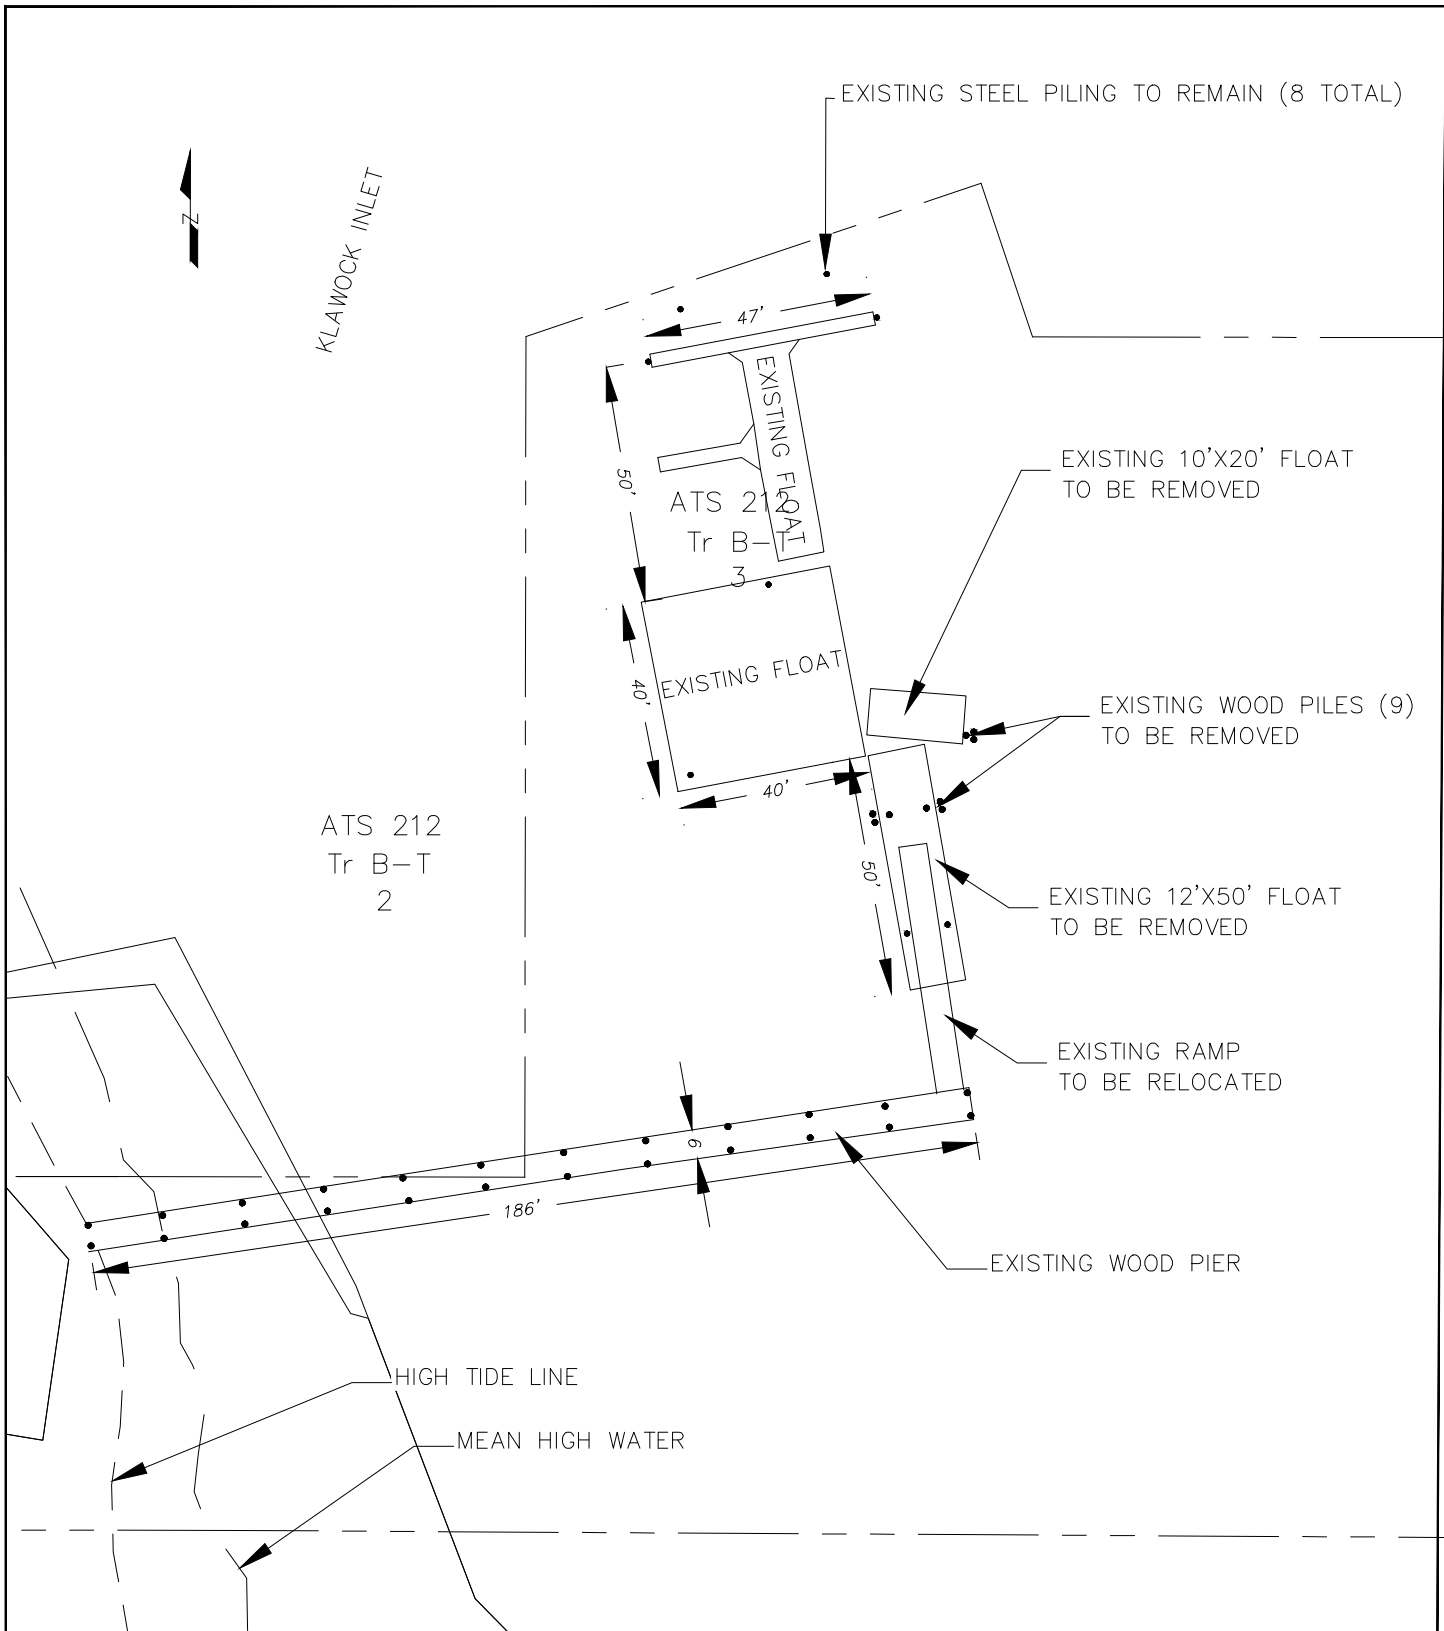 EXISTING STEEL PILING TO REMAIN (8 TOTAL)
N
KLAWOCK INLET
47'
EXISTING FLOAT
50'
EXISTING 10'X20' FLOAT
TO BE REMOVED
ATS 212
Tr B-T
3
EXISTING FLOAT
40'
EXISTING WOOD PILES (9)
TO BE REMOVED
40'
ATS 212
Tr B-T
2
50'
EXISTING 12'X50' FLOAT
TO BE REMOVED
EXISTING RAMP
TO BE RELOCATED
6
186'
EXISTING WOOD PIER
HIGH TIDE LINE
MEAN HIGH WATER